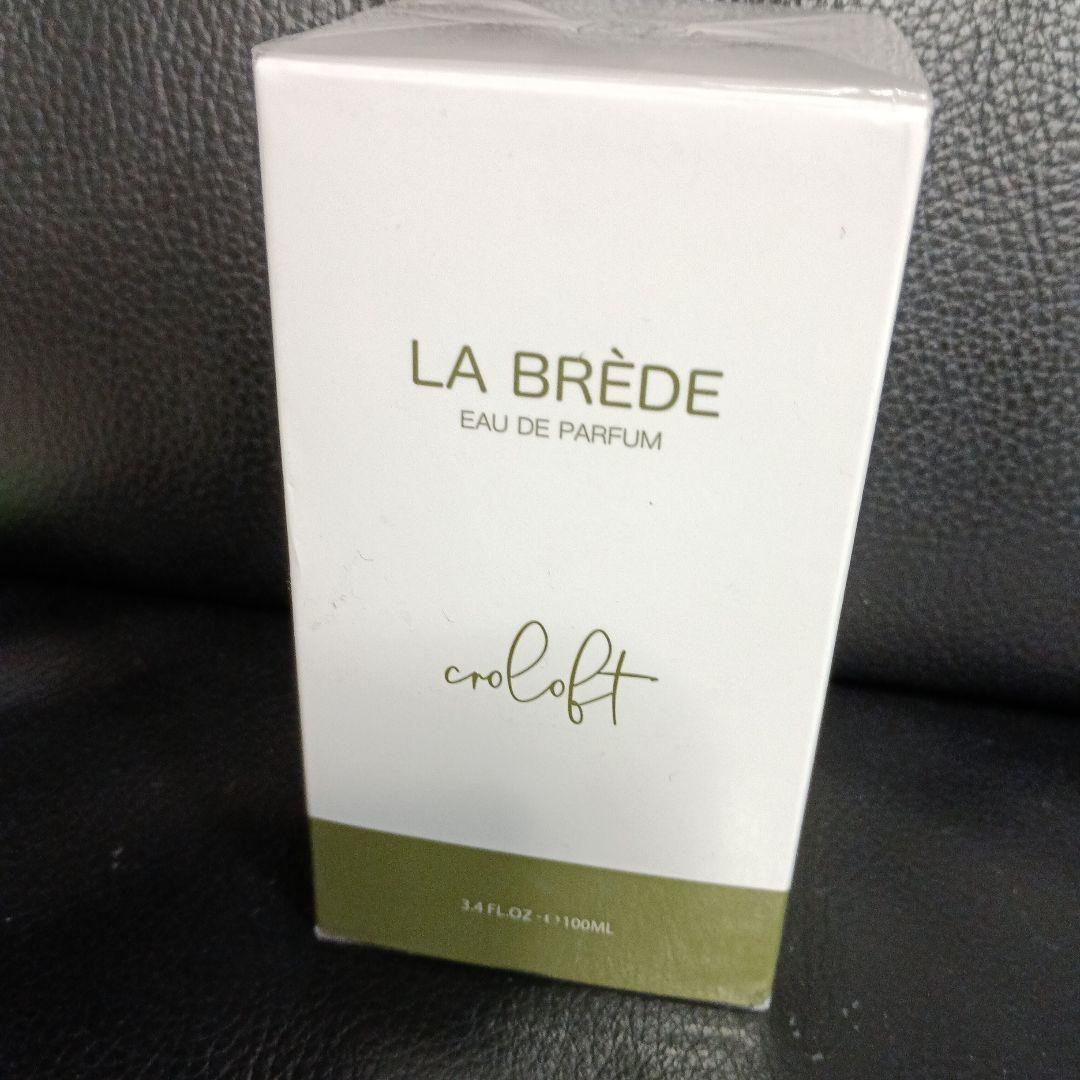 LA BRÈDE
EAU DE PARFUM
croloft
3.4 FL.OZ - 100ML